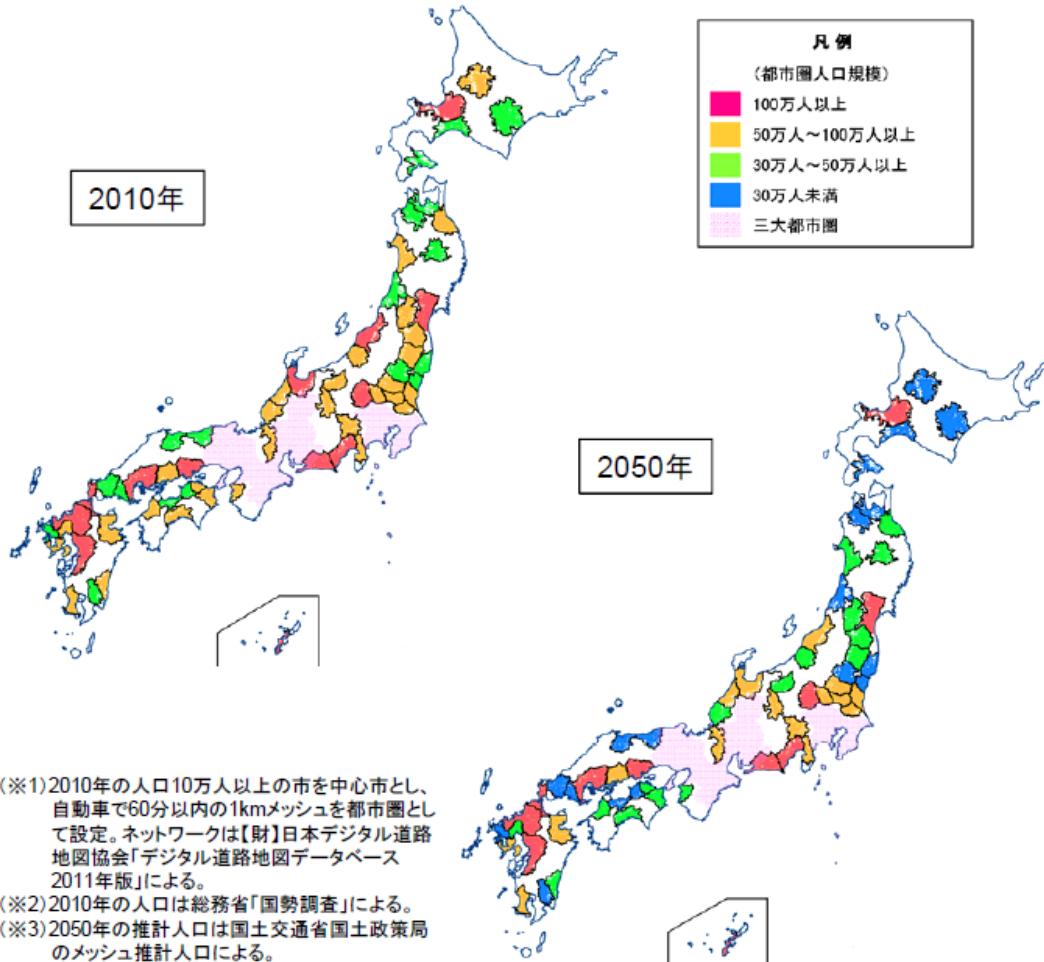 凡例
(都市圏人口規模)
100万人以上
50万人～100万人以上
30万人～50万人以上
30万人未満
三大都市圏
2010年
2050年
(※1)2010年の人口10万人以上の市を中心市とし、
自動車で60分以内の1kmメッシュを都市圏とし
て設定。ネットワークは【財】日本デジタル道路
地図協会「デジタル道路地図データベース
2011年版」による。
(※2)2010年の人口は総務省「国勢調査」による。
(※3)2050年の推計人口は国土交通省国土政策局
のメッシュ推計人口による。